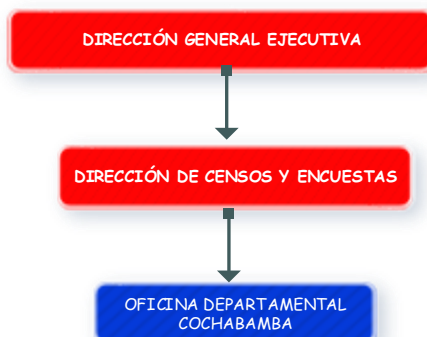 DIRECCIÓN GENERAL EJECUTIVA
DIRECCIÓN DE CENSOS Y ENCUESTAS
OFICINA DEPARTAMENTAL
COCHABAMBA